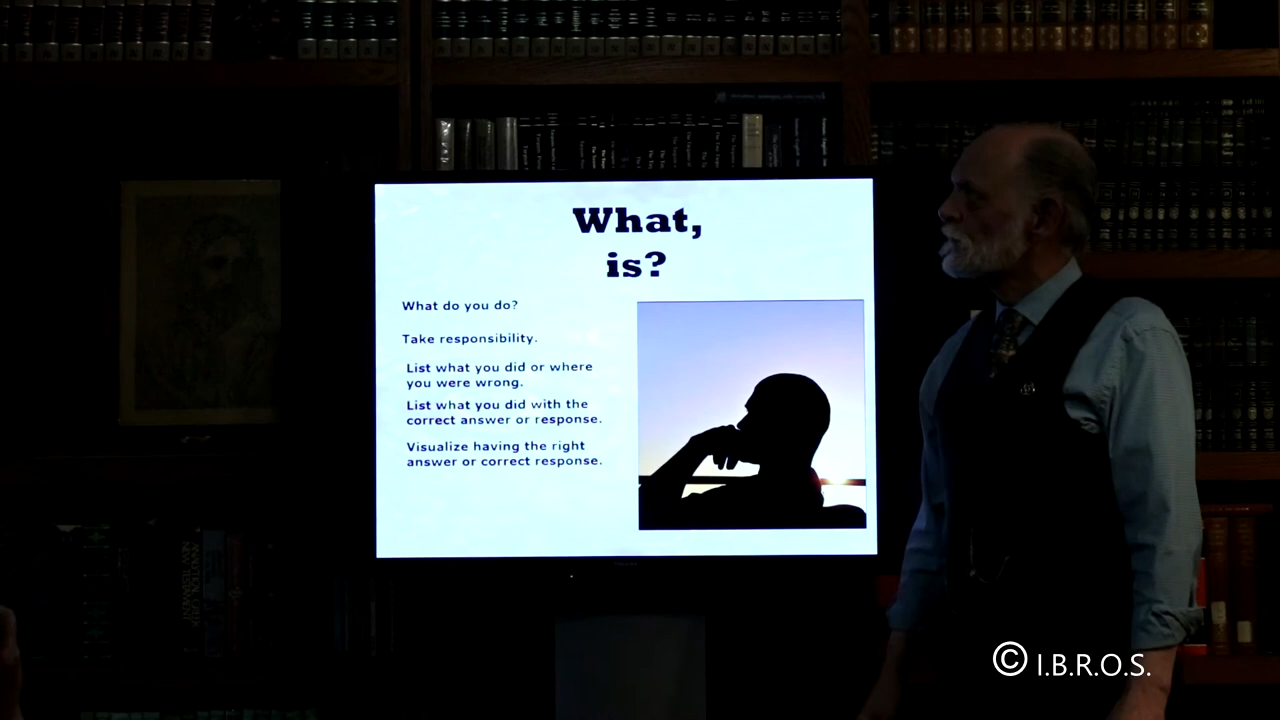 What,
is?
What do you do?
Take responsibility.
List what you did or where
you were wrong.
List what you did with the
correct answer or response.
Visualize having the right
answer or correct response.
© I.B.R.O.S.